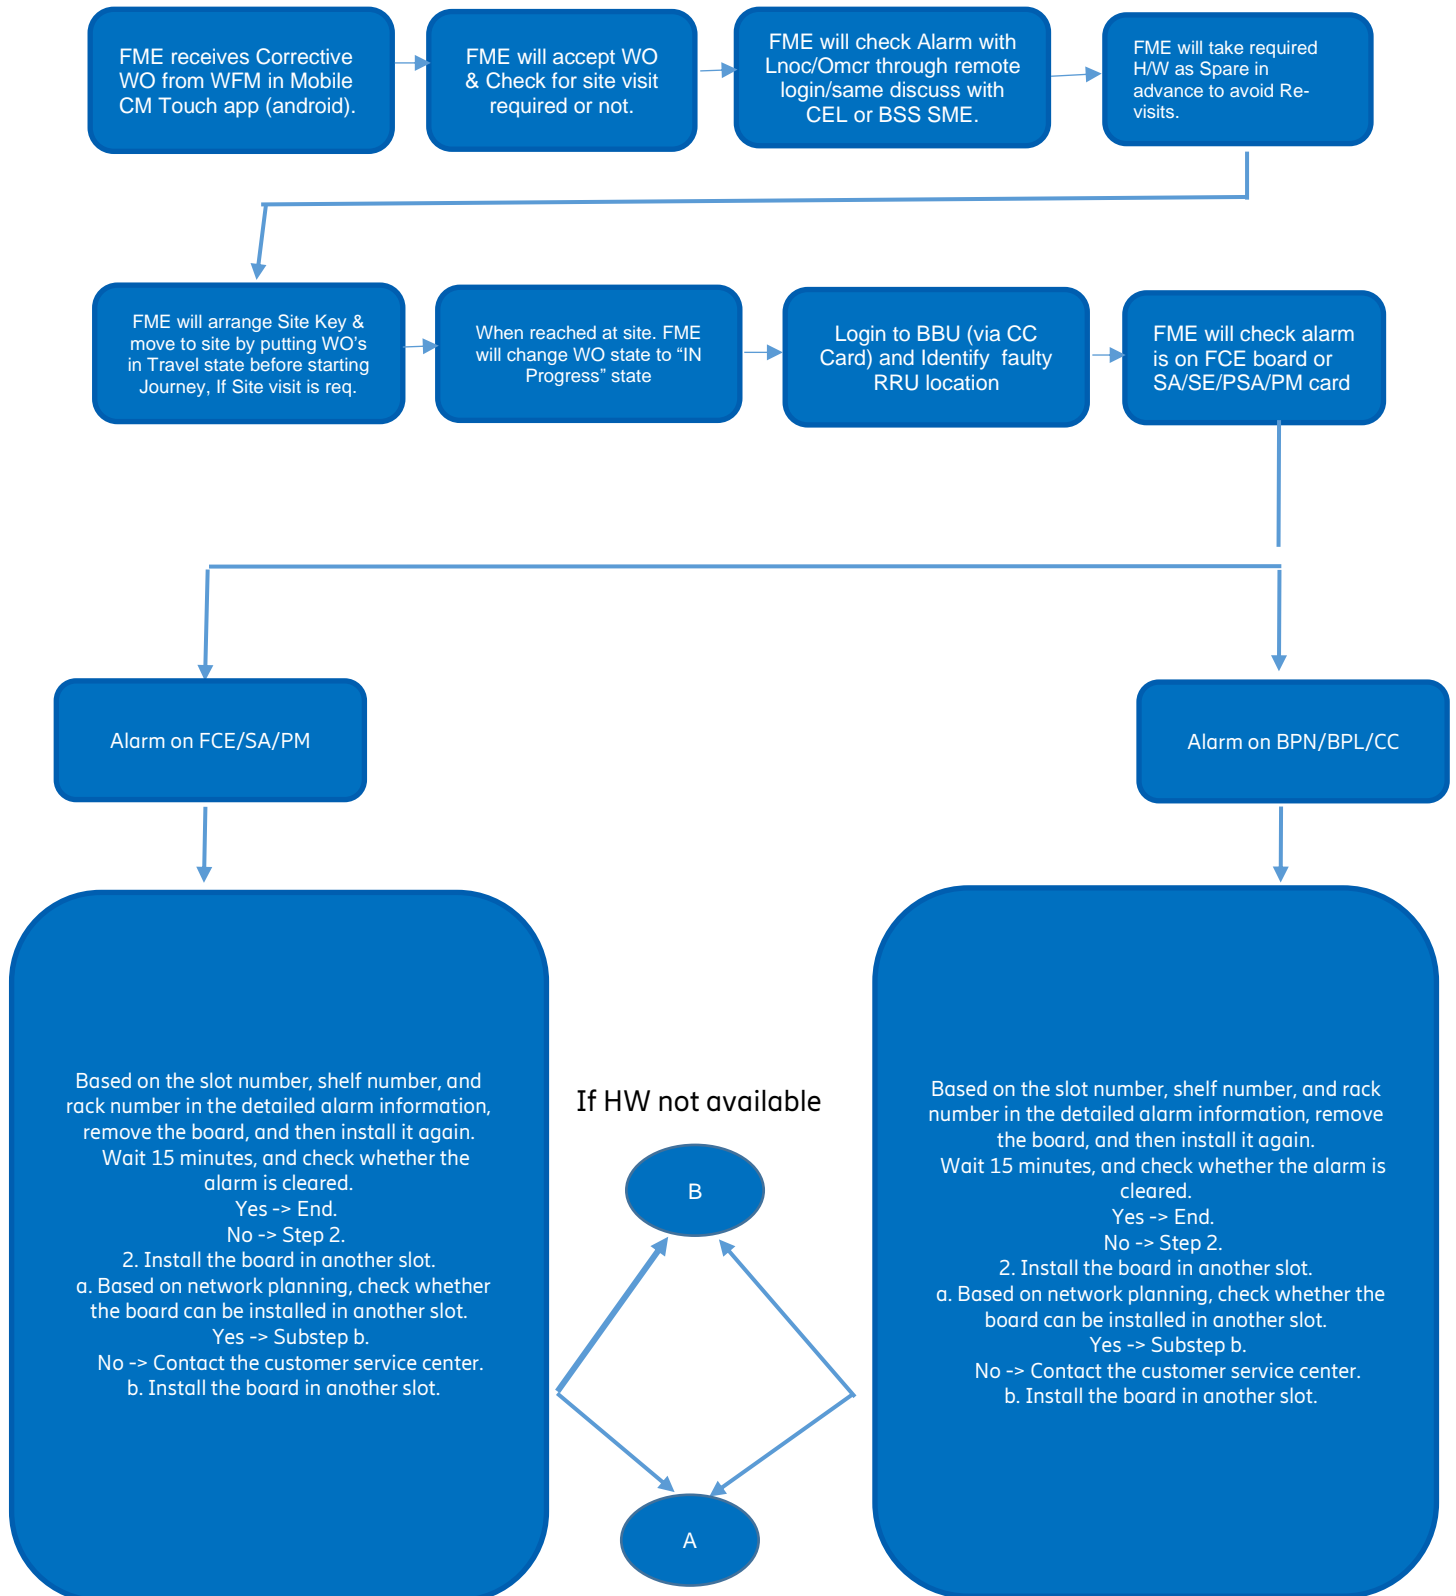 FME receives Corrective
WO from WFM in Mobile
CM Touch app (android).
FME will accept WO
& Check for site visit
required or not.
FME will check Alarm with
Lnoc/Omcr through remote
login/same discuss with
CEL or BSS SME.
FME will take required
H/W as Spare in
advance to avoid Re-
visits.
FME will arrange Site Key &
move to site by putting WO's
in Travel state before starting
Journey, If Site visit is req.
When reached at site. FME
will change WO state to “IN
Progress” state
Login to BBU (via CC
Card) and Identify  faulty
RRU location
FME will check alarm
is on FCE board or
SA/SE/PSA/PM card
Alarm on FCE/SA/PM
Alarm on BPN/BPL/CC
Based on the slot number, shelf number, and
rack number in the detailed alarm information,
remove the board, and then install it again.
Wait 15 minutes, and check whether the
alarm is cleared.
Yes -> End.
No -> Step 2.
2. Install the board in another slot.
a. Based on network planning, check whether
the board can be installed in another slot.
Yes -> Substep b.
No -> Contact the customer service center.
b. Install the board in another slot.
If HW not available
B
A
Based on the slot number, shelf number, and rack
number in the detailed alarm information, remove
the board, and then install it again.
Wait 15 minutes, and check whether the alarm is
cleared.
Yes -> End.
No -> Step 2.
2. Install the board in another slot.
a. Based on network planning, check whether the
board can be installed in another slot.
Yes -> Substep b.
No -> Contact the customer service center.
b. Install the board in another slot.